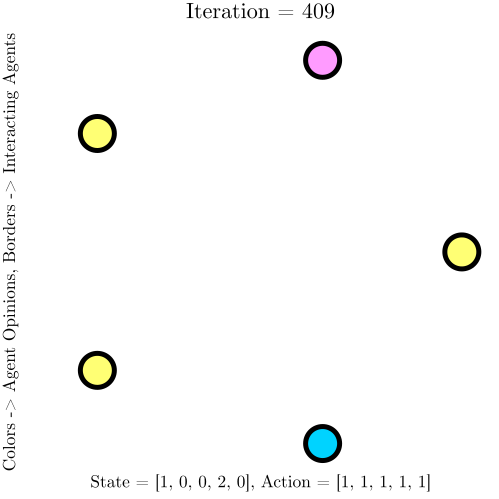 Iteration = 409
Colors -> Agent Opinions, Borders -> Interacting Agents
State = [1, 0, 0, 2, 0], Action = [1, 1, 1, 1, 1]